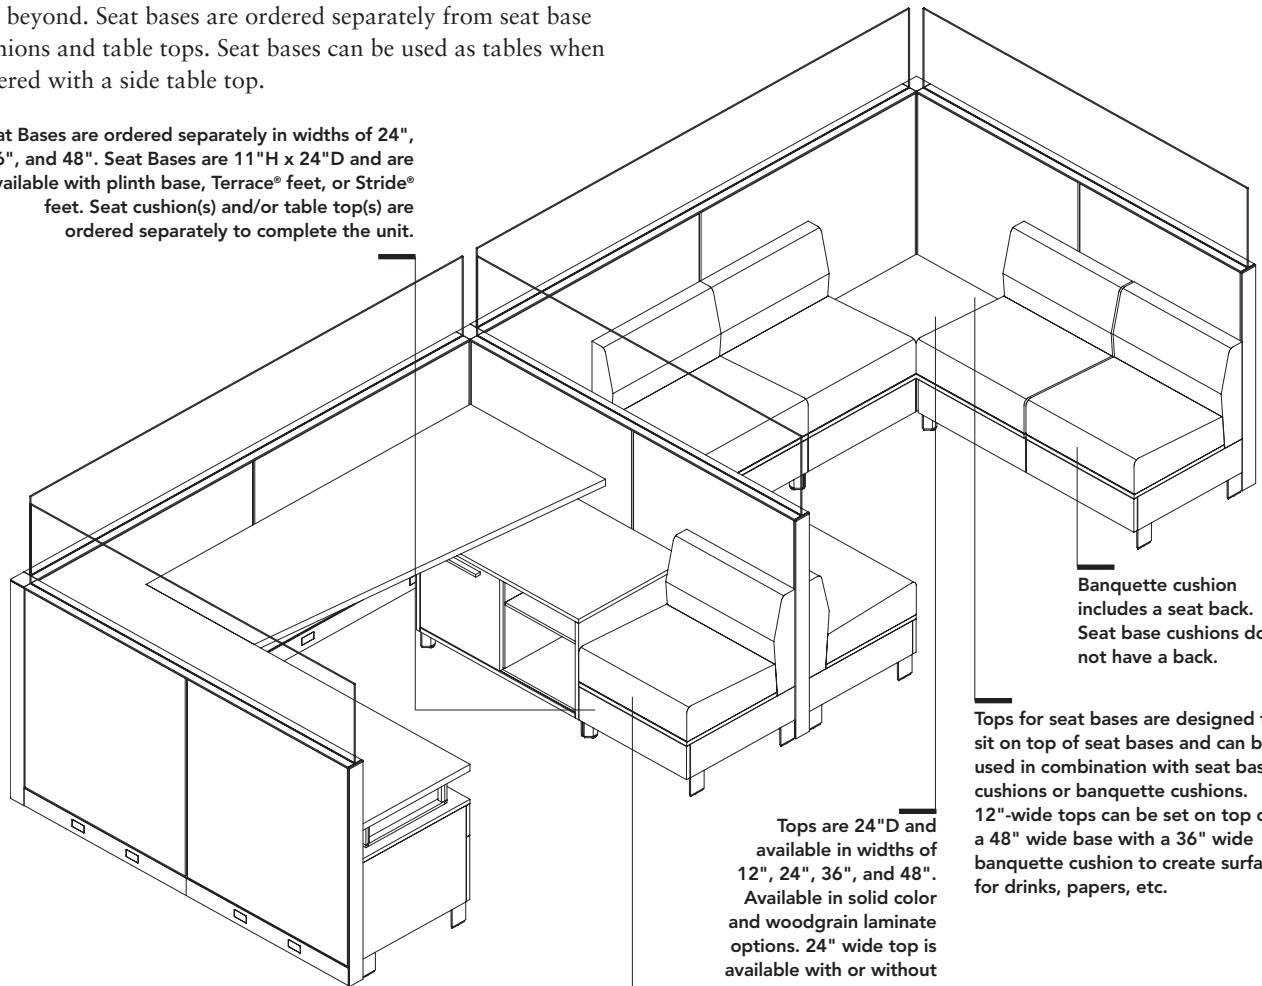 beyond. Seat bases are ordered separately from seat base
and table tops. Seat bases can be used as tables when
with a side table top.
Bases are ordered separately in widths of 24",
and 48". Seat Bases are 11"H x 24"D and are
with plinth base, Terrace® feet, or Stride®
feet. Seat cushion(s) and/or table top(s) are
ordered separately to complete the unit.
Banquette cushion
includes a seat back.
Seat base cushions do
not have a back.
Tops for seat bases are designed
sit on top of seat bases and can
used in combination with seat
cushions or banquette cushions.
12"-wide tops can be set on top
a 48" wide base with a 36" wide
banquette cushion to create
for drinks, papers, etc.
Tops are 24"D and
available in widths of
12", 24", 36", and 48".
Available in solid color
and woodgrain laminate
options. 24" wide top is
available with or without